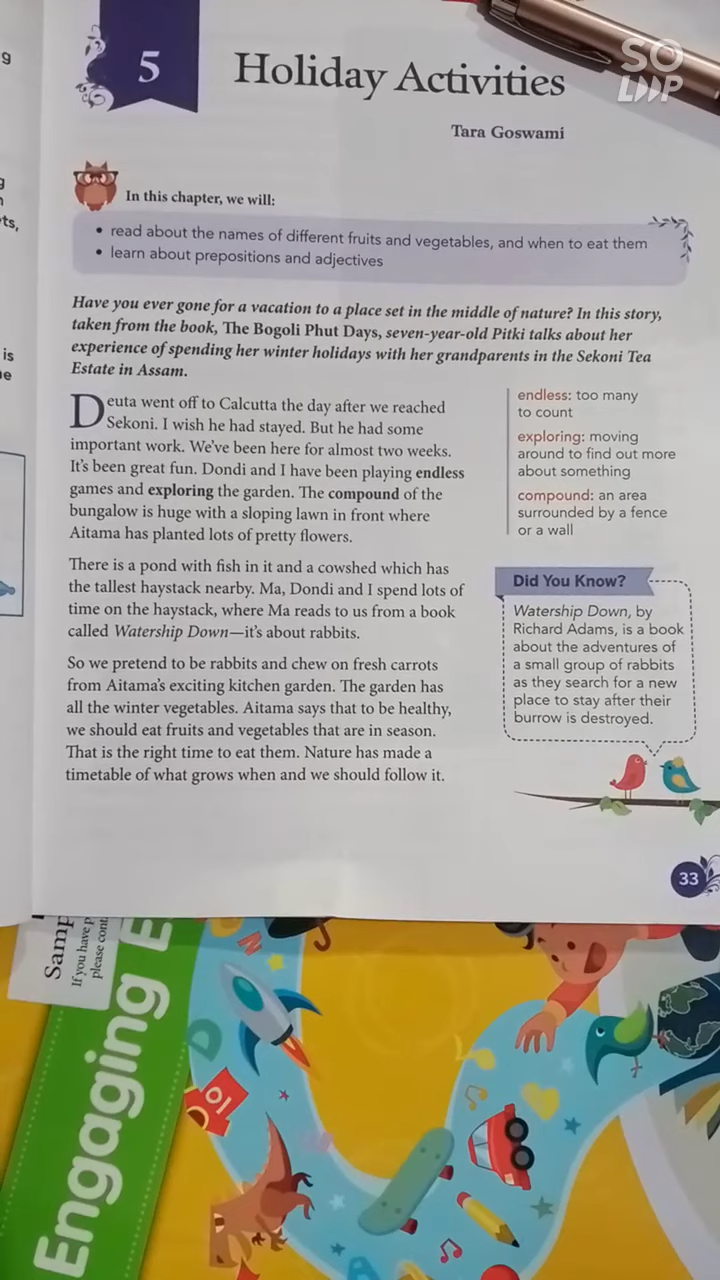 5
Holiday Activities
Tara Goswami
In this chapter, we will:
• read about the names of different fruits and vegetables, and when to eat them
• learn about prepositions and adjectives
Have you ever gone for a vacation to a place set in the middle of nature? In this story,
taken from the book, The Bogoli Phut Days, seven-year-old Pitki talks about her
experience of spending her winter holidays with her grandparents in the Sekoni Tea
Estate in Assam.
Deuta went off to Calcutta the day after we reached
Sekoni. I wish he had stayed. But he had some
important work. We've been here for almost two weeks.
It's been great fun. Dondi and I have been playing endless
games and exploring the garden. The compound of the
bungalow is huge with a sloping lawn in front where
Aitama has planted lots of pretty flowers.
There is a pond with fish in it and a cowshed which has
the tallest haystack nearby. Ma, Dondi and I spend lots of
time on the haystack, where Ma reads to us from a book
called Watership Down—it's about rabbits.
So we pretend to be rabbits and chew on fresh carrots
from Aitama's exciting kitchen garden. The garden has
all the winter vegetables. Aitama says that to be healthy,
we should eat fruits and vegetables that are in season.
That is the right time to eat them. Nature has made a
timetable of what grows when and we should follow it.
endless: too many
to count
exploring: moving
around to find out more
about something
compound: an area
surrounded by a fence
or a wall
Did You Know?
Watership Down, by
Richard Adams, is a book
about the adventures of
a small group of rabbits
as they search for a new
place to stay after their
burrow is destroyed.
33
Samp
If you have p
please cont
Engaging E
SO
LOOP